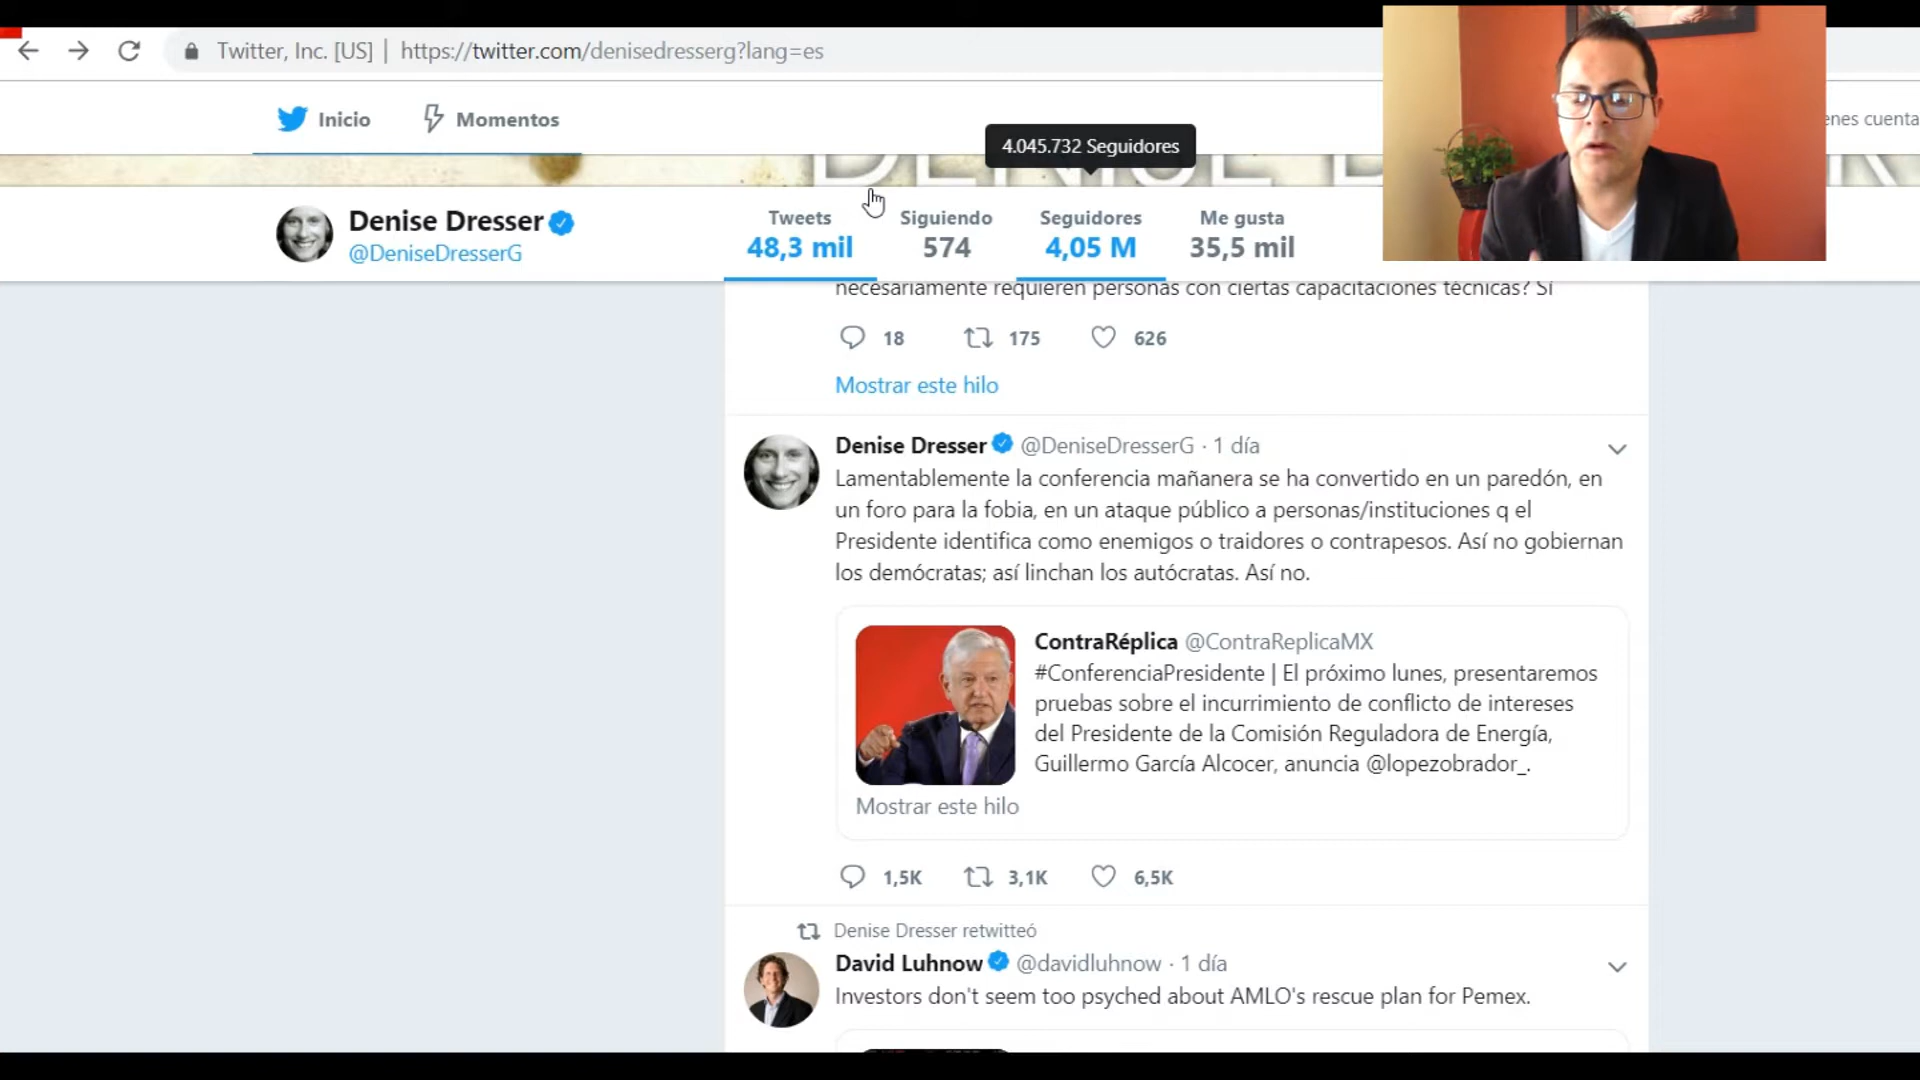 Twitter, Inc. [US] | https://twitter.com/denisedresserg?lang=es
Inicio
Momentos
enes cuenta
4.045.732 Seguidores
Denise Dresser
@DeniseDresserG
Tweets
48,3 mil
Siguiendo
574
Seguidores
4,05 M
Me gusta
35,5 mil
necesariamente requieren personas con ciertas capacitaciones técnicas? Sí
18 175 626
Mostrar este hilo
Denise Dresser @DeniseDresserG · 1 día
Lamentablemente la conferencia mañanera se ha convertido en un paredón, en
un foro para la fobia, en un ataque público a personas/instituciones q el
Presidente identifica como enemigos o traidores o contrapesos. Así no gobiernan
los demócratas; así linchan los autócratas. Así no.
ContraRéplica @ContraReplicaMX
#ConferenciaPresidente | El próximo lunes, presentaremos
pruebas sobre el incurrimiento de conflicto de intereses
del Presidente de la Comisión Reguladora de Energía,
Guillermo García Alcocer, anuncia @lopezobrador_.
Mostrar este hilo
1,5K 3,1K 6,5K
Denise Dresser retwitteó
David Luhnow @davidluhnow · 1 día
Investors don't seem too psyched about AMLO's rescue plan for Pemex.